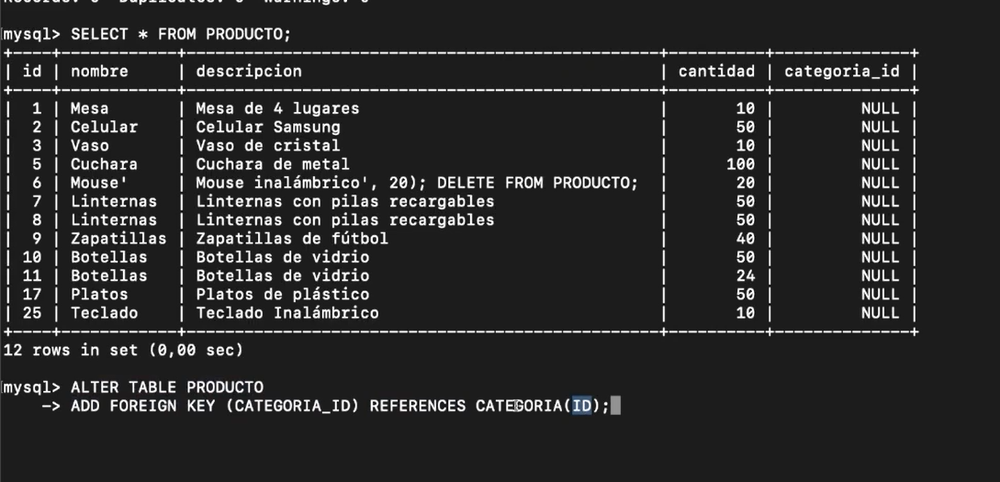 mysql> SELECT * FROM PRODUCTO;
| id | nombre | descripcion | cantidad | categoria_id |
| 1 | Mesa | Mesa de 4 lugares | 10 | NULL |
| 2 | Celular | Celular Samsung | 50 | NULL |
| 3 | Vaso | Vaso de cristal | 10 | NULL |
| 5 | Cuchara | Cuchara de metal | 100 | NULL |
| 6 | Mouse' | Mouse inalámbrico', 20); DELETE FROM PRODUCTO; | 20 | NULL |
| 7 | Linternas | Linternas con pilas recargables | 50 | NULL |
| 8 | Linternas | Linternas con pilas recargables | 50 | NULL |
| 9 | Zapatillas | Zapatillas de fútbol | 40 | NULL |
| 10 | Botellas | Botellas de vidrio | 50 | NULL |
| 11 | Botellas | Botellas de vidrio | 24 | NULL |
| 17 | Platos | Platos de plástico | 50 | NULL |
| 25 | Teclado | Teclado Inalámbrico | 10 | NULL |
12 rows in set (0,00 sec)
mysql> ALTER TABLE PRODUCTO
-> ADD FOREIGN KEY (CATEGORIA_ID) REFERENCES CATEGORIA(ID);